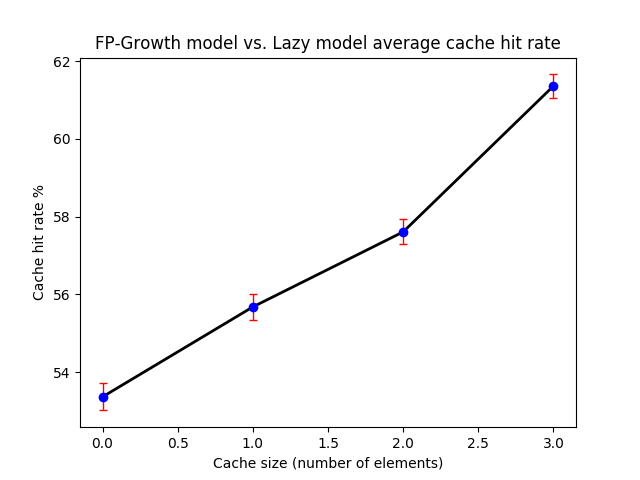 FP-Growth model vs. Lazy model average cache hit rate
62
60
58
56
54
Cache hit rate %
0.0 0.5 1.0 1.5 2.0 2.5 3.0
Cache size (number of elements)